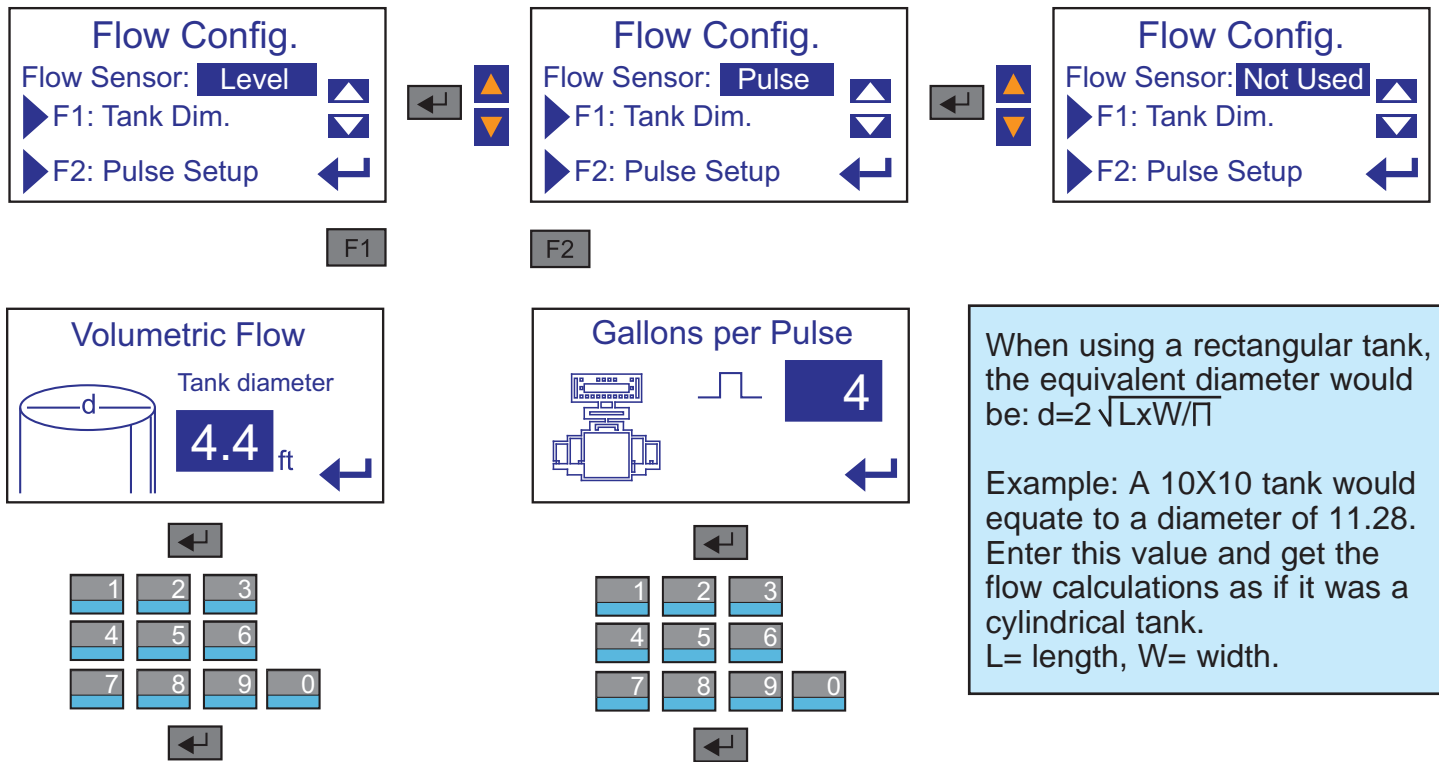 Flow Config.
Flow Sensor: Level
F1: Tank Dim.
F2: Pulse Setup
Flow Config.
Flow Sensor: Pulse
F1: Tank Dim.
F2: Pulse Setup
Flow Config.
Flow Sensor: Not Used
F1: Tank Dim.
F2: Pulse Setup
F1
F2
Volumetric Flow
Tank diameter
d
4.4 ft
Gallons per Pulse
4
When using a rectangular tank,
the equivalent diameter would
be: d=2√LxW/Π
Example: A 10X10 tank would
equate to a diameter of 11.28.
Enter this value and get the
flow calculations as if it was a
cylindrical tank.
L= length, W= width.
1 2 3
4 5 6
7 8 9 0
1 2 3
4 5 6
7 8 9 0